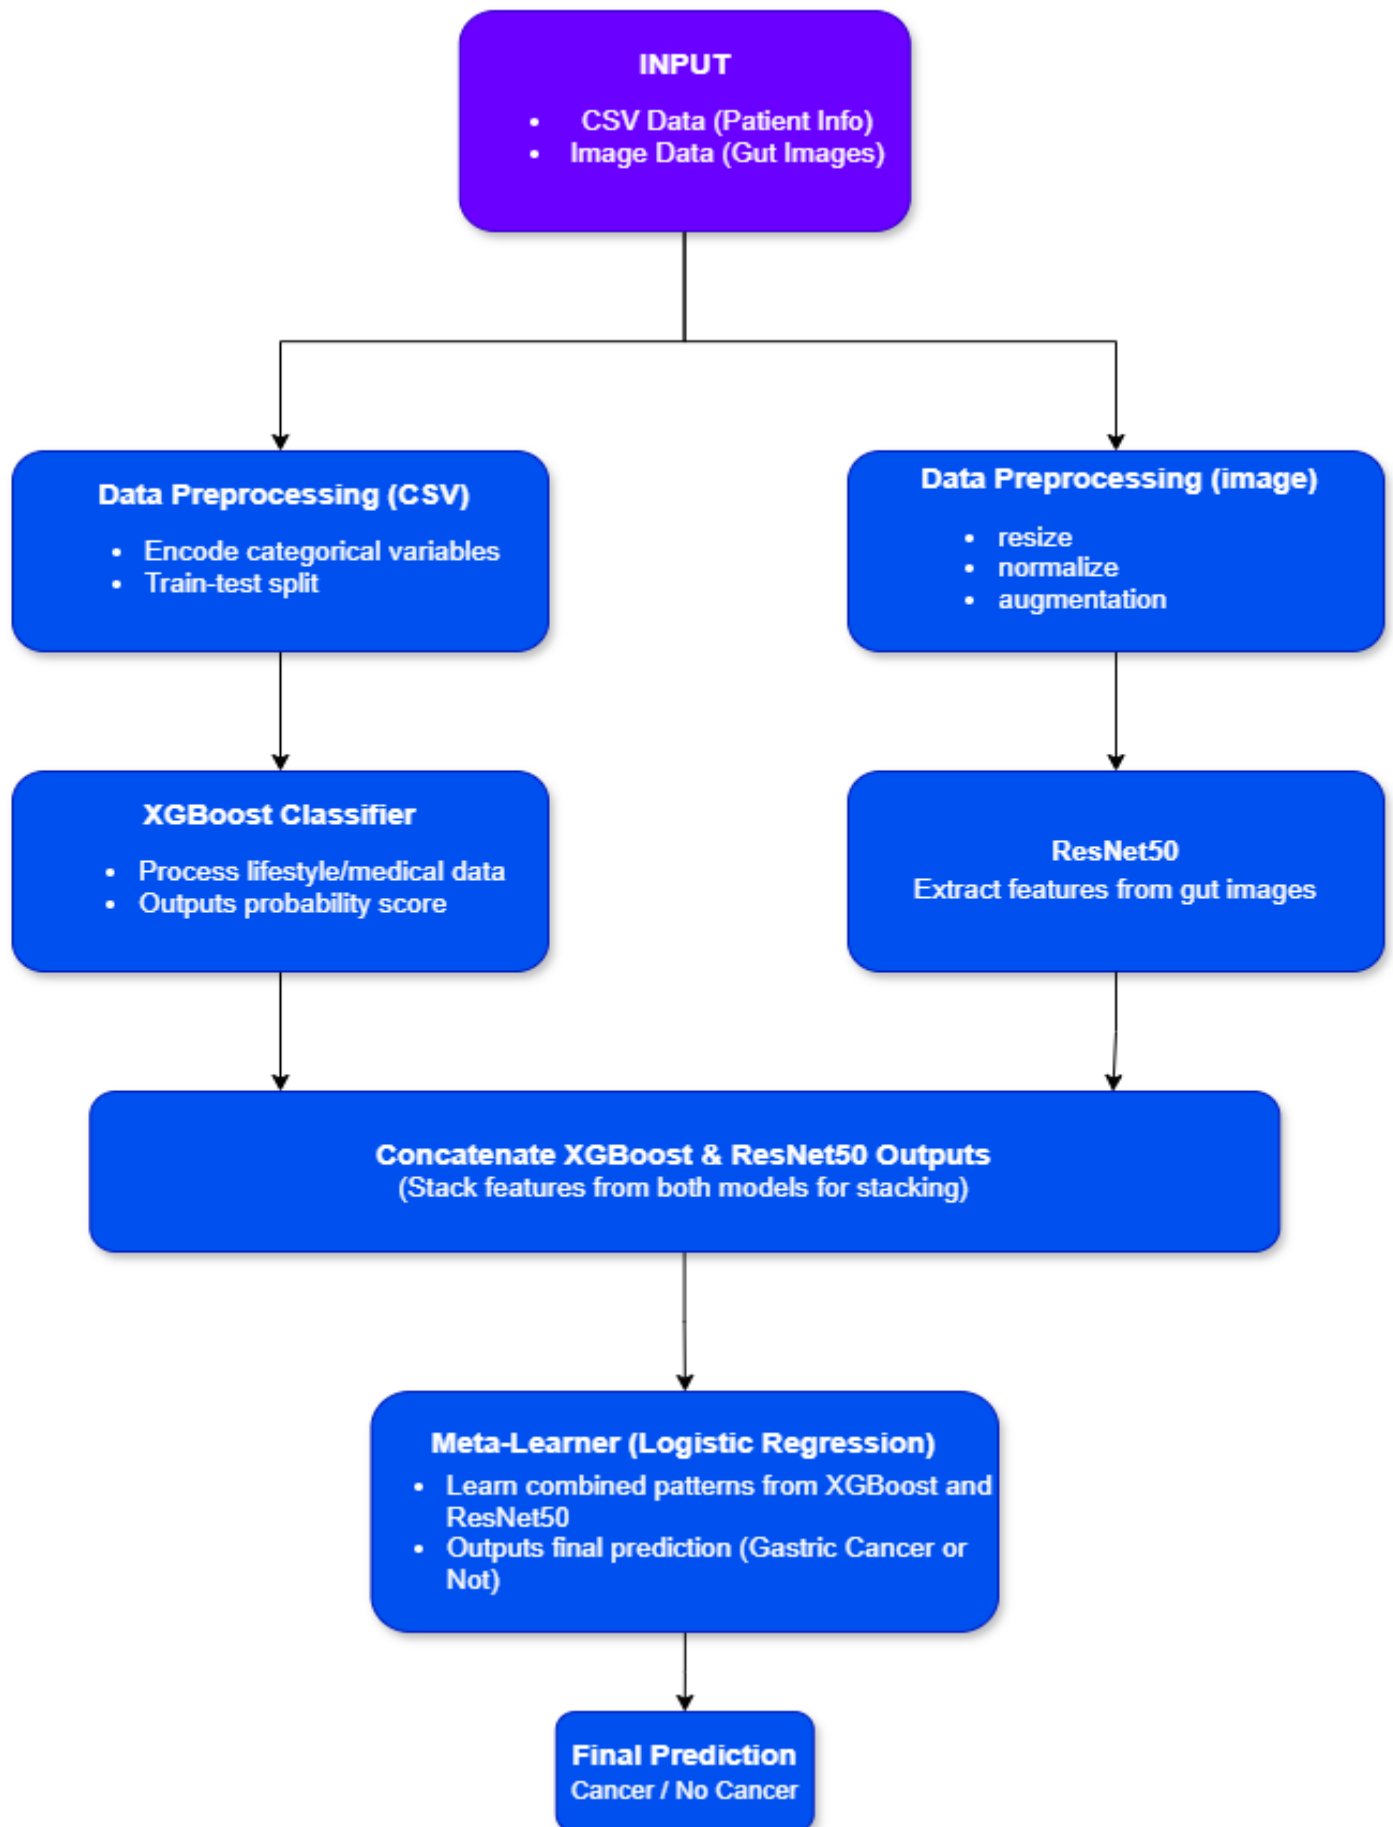 INPUT
• CSV Data (Patient Info)
• Image Data (Gut Images)
Data Preprocessing (CSV)
• Encode categorical variables
• Train-test split
Data Preprocessing (image)
• resize
• normalize
• augmentation
XGBoost Classifier
• Process lifestyle/medical data
• Outputs probability score
ResNet50
Extract features from gut images
Concatenate XGBoost & ResNet50 Outputs
(Stack features from both models for stacking)
Meta-Learner (Logistic Regression)
• Learn combined patterns from XGBoost and
ResNet50
• Outputs final prediction (Gastric Cancer or
Not)
Final Prediction
Cancer / No Cancer